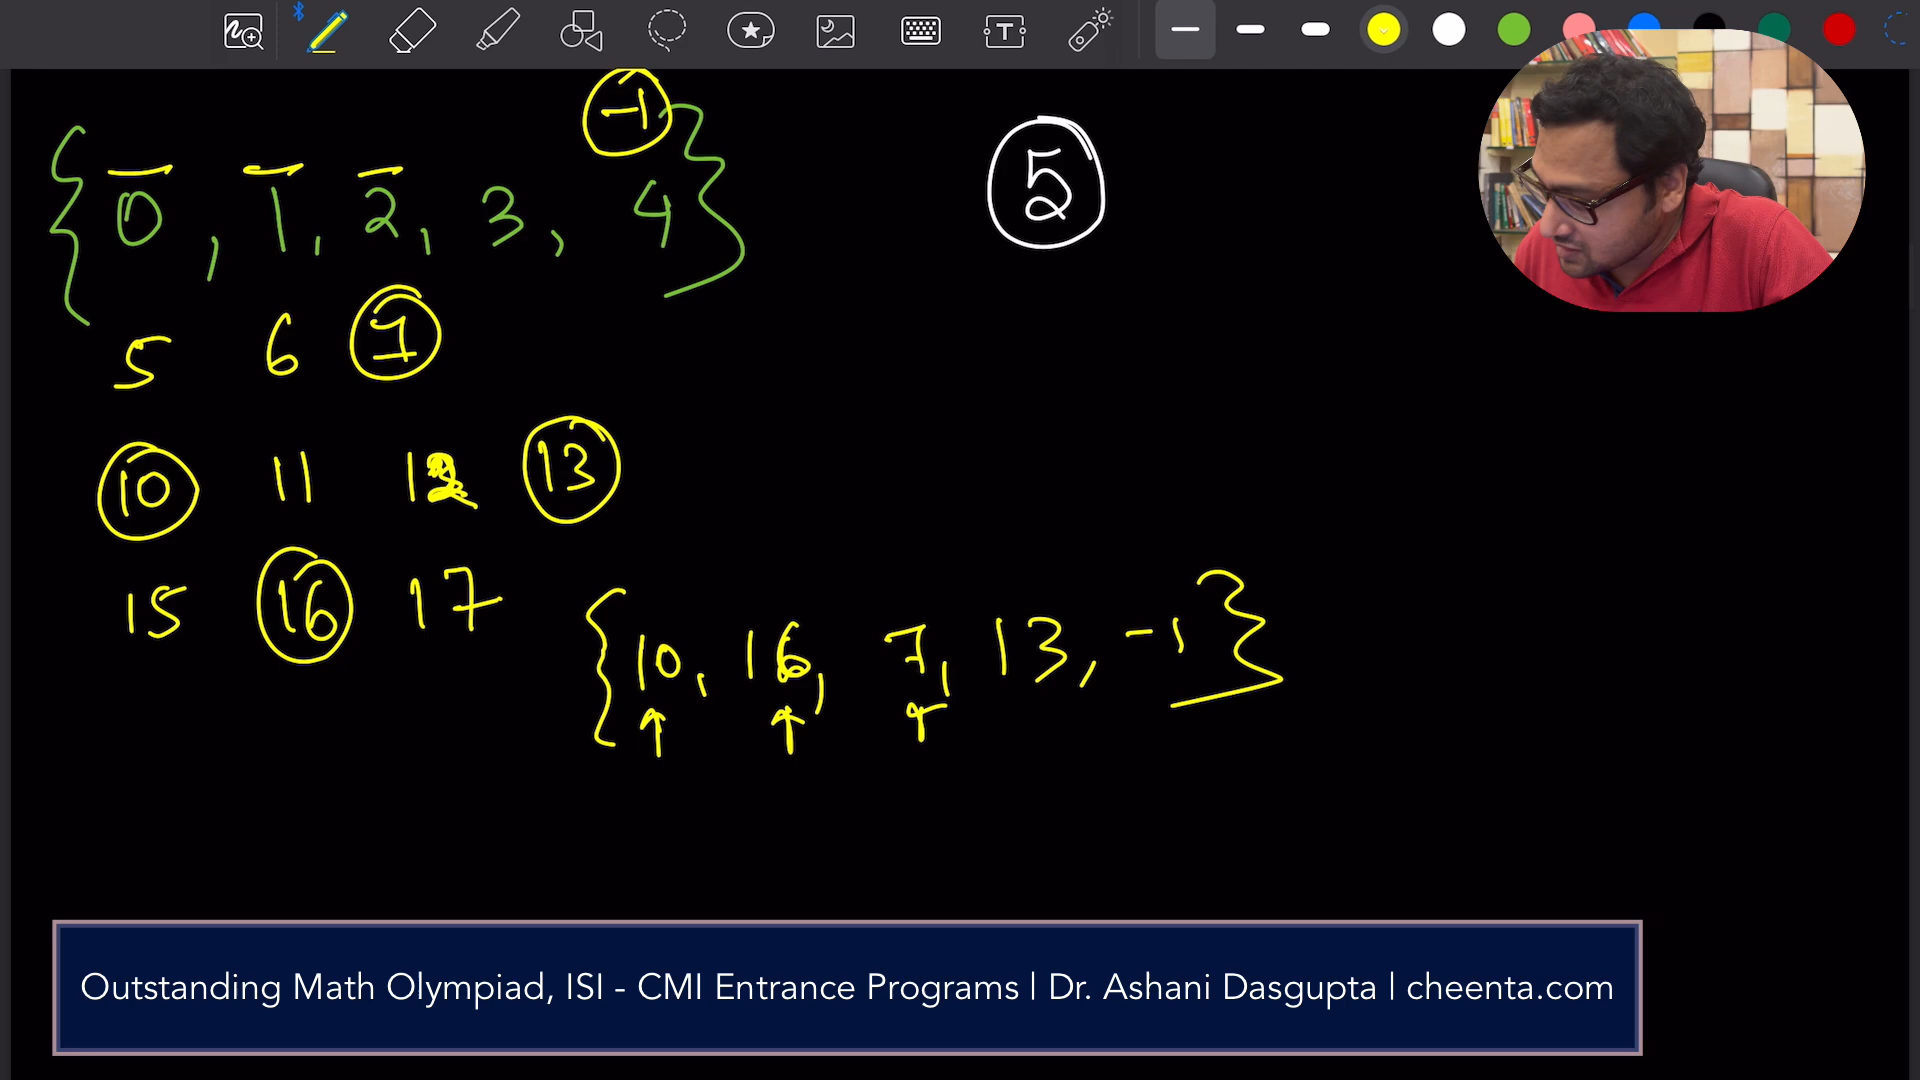 -1
{ 0, 1, 2, 3, 4 }
5
5 6 7
10 11 12 13
15 16 17
{ 10, 16, 7, 13, -1 }
Outstanding Math Olympiad, ISI - CMI Entrance Programs | Dr. Ashani Dasgupta | cheenta.com